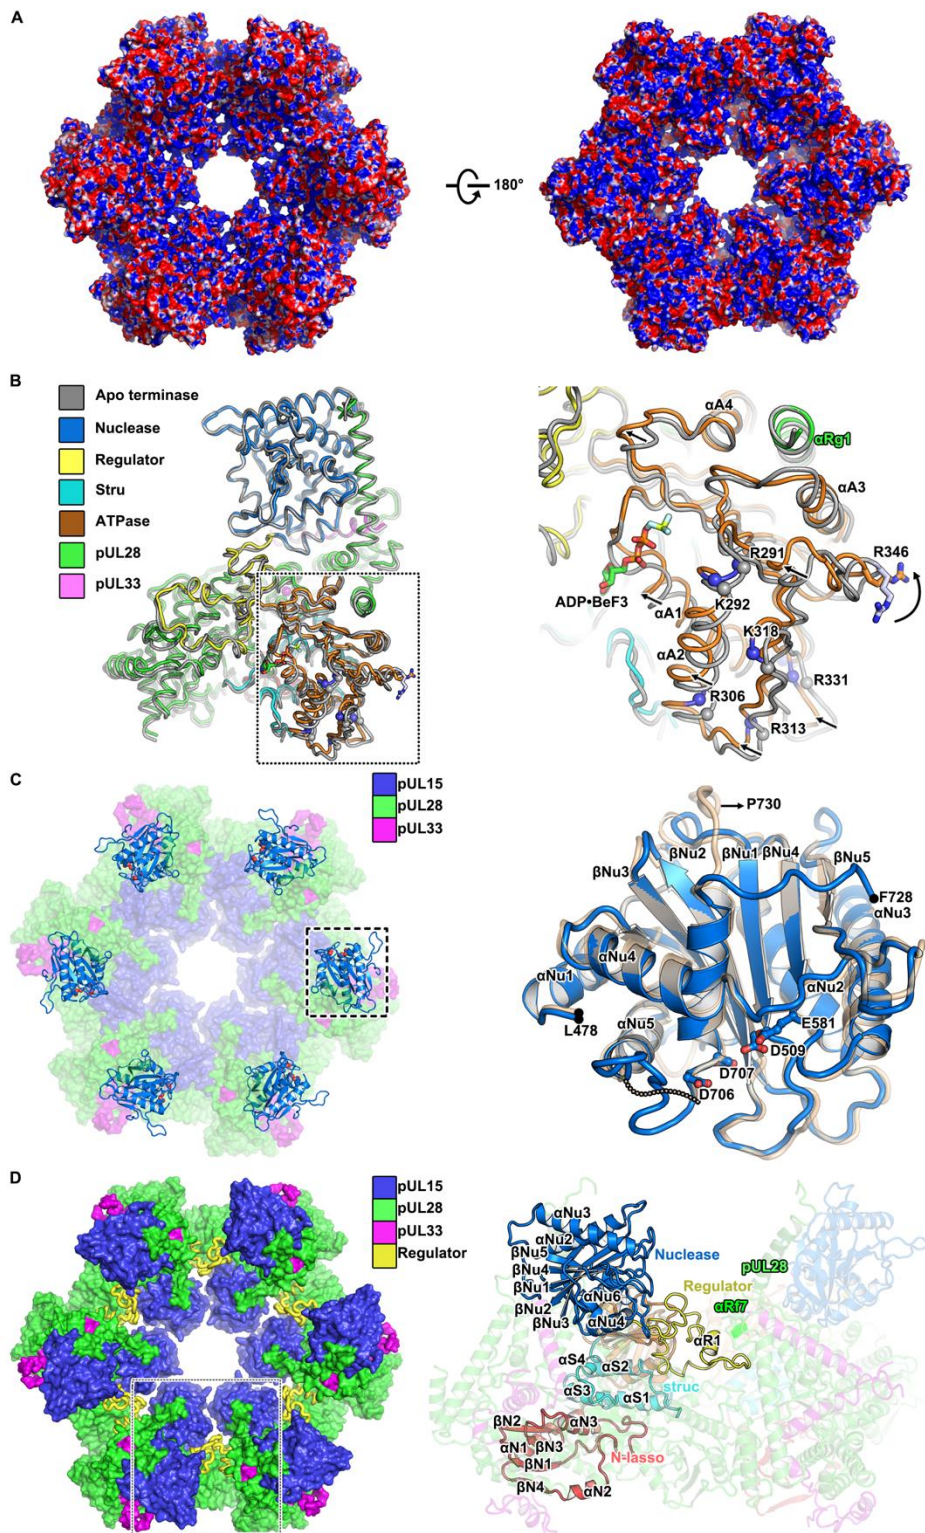 A
180°
B
Apo terminase
Nuclease
Regulator
Stru
ATPase
pUL28
pUL33
αA4
αRg1
αA3
R291
R346
ADP•BeF3
αA1
K292
K318
αA2
R331
R306
R313
C
pUL15
pUL28
pUL33
P730
βNu2
βNu1
βNu4
βNu3
βNu5
F728
αNu3
αNu4
αNu1
αNu2
L478
E581
αNu5
D509
D707
D706
D
pUL15
pUL28
pUL33
Regulator
αNu3
αNu2
βNu5
Nuclease
βNu4
pUL28
βNu1
αNu6
Regulator
αRf7
βNu2
βNu3
αNu4
αR1
αS4
αS2
struc
αS3
αS1
βN2
αN3
αN1
βN3
N-lasso
βN1
βN4
αN2